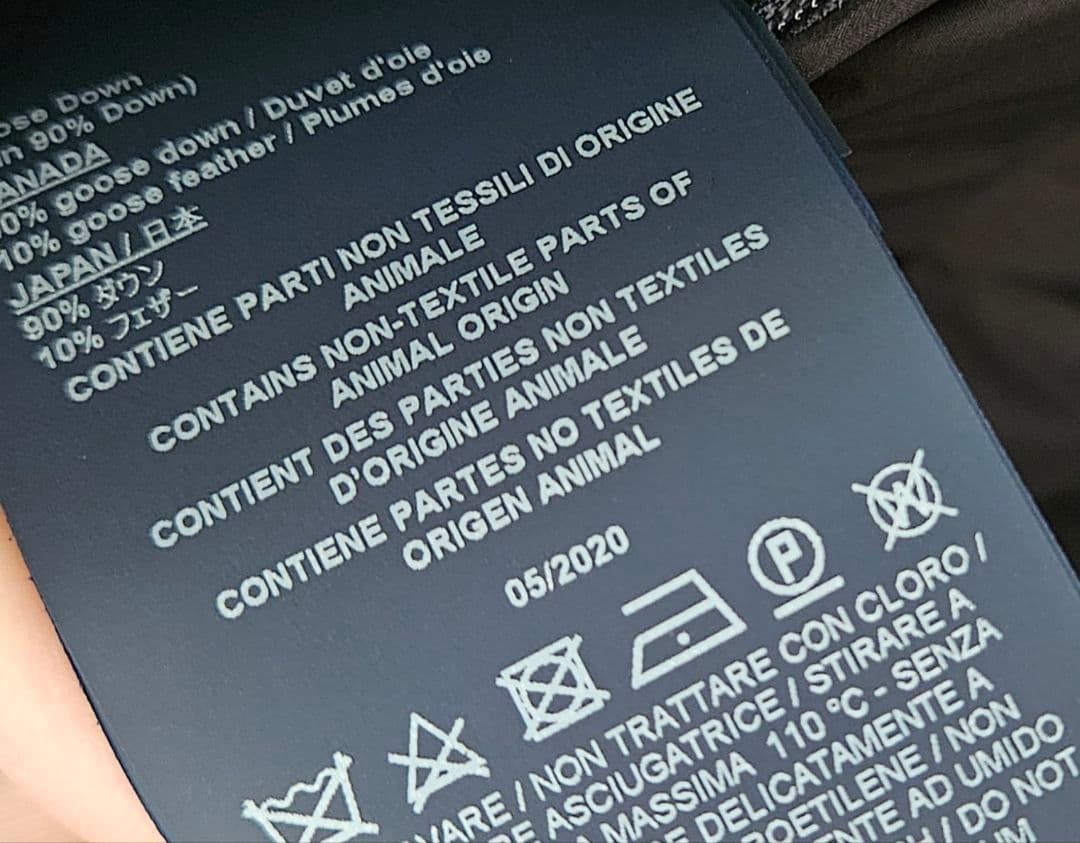 Down
90% Down)
goose down / Duvet d'oie
10% goose feather / Plumes d'oie
JAPAN / 日本
90% ダウン
10% フェザー
CONTIENE PARTI NON TESSILI DI ORIGINE
ANIMALE
CONTAINS NON-TEXTILE PARTS OF
ANIMAL ORIGIN
CONTIENT DES PARTIES NON TEXTILES
D'ORIGINE ANIMALE
CONTIENE PARTES NO TEXTILES DE
ORIGEN ANIMAL
05/2020
P
W
/ NON TRATTARE CON CLORO /
ASCIUGATRICE / STIRARE A
MASSIMA 110 °C - SENZA
DELICATAMENTE A
/ NON
AD UMIDO
/ DO NOT